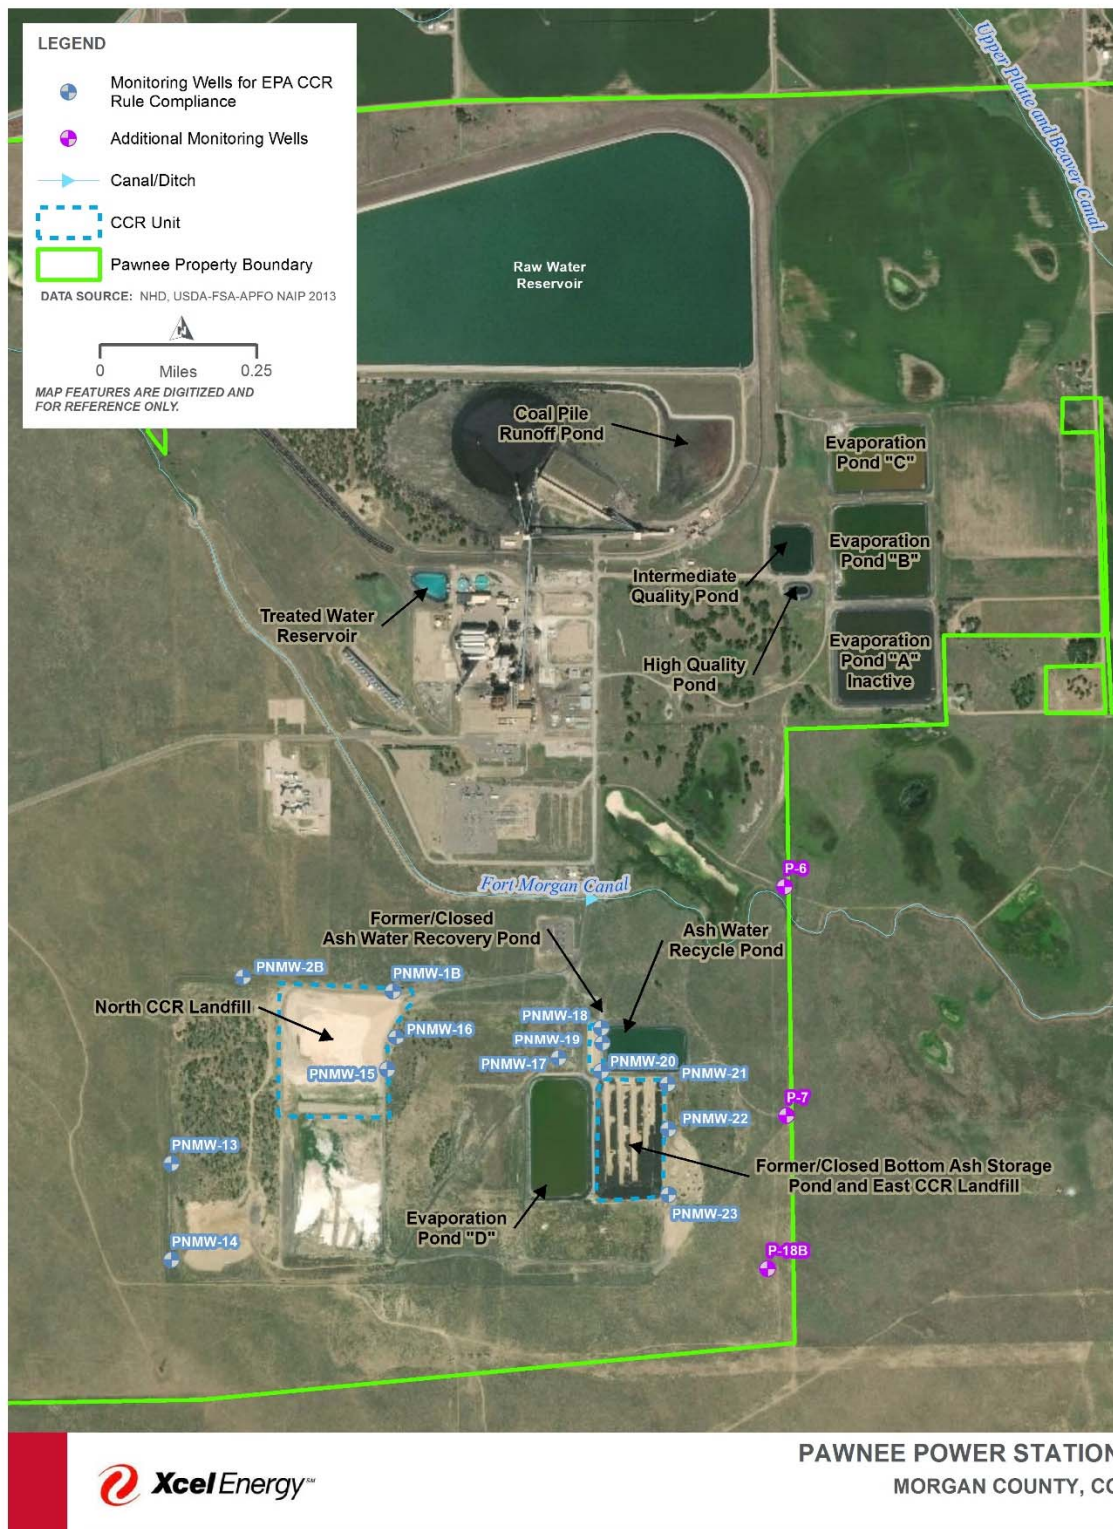 LEGEND
Monitoring Wells for EPA CCR
Rule Compliance
Additional Monitoring Wells
Canal/Ditch
CCR Unit
Pawnee Property Boundary
DATA SOURCE: NHD, USDA-FSA-APFO NAIP 2013
N
0 Miles 0.25
MAP FEATURES ARE DIGITIZED AND
FOR REFERENCE ONLY.
Upper Platte and Beaver Canal
Raw Water
Reservoir
Coal Pile
Runoff Pond
Evaporation
Pond "C"
Evaporation
Pond "B"
Intermediate
Quality Pond
Treated Water
Reservoir
Evaporation
Pond "A"
Inactive
High Quality
Pond
P-6
Fort Morgan Canal
Former/Closed
Ash Water Recovery Pond
Ash Water
Recycle Pond
PNMW-2B
PNMW-1B
North CCR Landfill
PNMW-18
PNMW-16
PNMW-19
PNMW-17
PNMW-20
PNMW-15
PNMW-21
P-7
PNMW-22
PNMW-13
Former/Closed Bottom Ash Storage
Pond and East CCR Landfill
Evaporation
Pond "D"
PNMW-23
PNMW-14
P-18B
Xcel Energy SM
PAWNEE POWER STATION
MORGAN COUNTY, CO